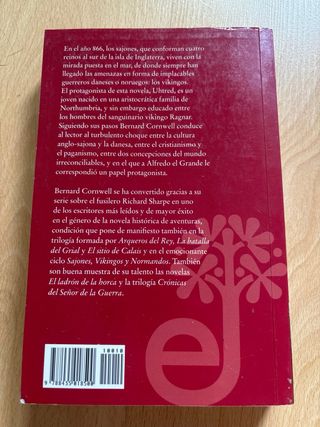 En el año 866, los sajones, que conforman cuatro
reinos al sur de la isla de Inglaterra, viven con la
mirada puesta en el mar, de donde siempre han
llegado las amenazas en forma de implacables
guerreros daneses o noruegos: los vikingos.
El protagonista de esta novela, Uhtred, es un
joven nacido en una aristocrática familia de
Northumbria, y sin embargo educado entre
los hombres del sanguinario vikingo Ragnar.
Siguiendo sus pasos Bernard Cornwell conduce
al lector al turbulento choque entre la cultura
anglo-sajona y la danesa, entre el cristianismo y
el paganismo, entre dos concepciones del mundo
irreconciliables, y en el que a Alfredo el Grande le
correspondió un papel protagonista.
Bernard Cornwell se ha convertido gracias a su
serie sobre el fusilero Richard Sharpe en uno
de los escritores más leídos y de mayor éxito
en el género de la novela histórica de aventuras,
condición que pone de manifiesto también en la
trilogía formada por Arqueros del Rey, La batalla
del Grial y El sitio de Calais y en el emocionante
ciclo Sajones, Vikingos y Normandos. También
son buena muestra de su talento las novelas
El ladrón de la horca y la trilogía Crónicas
del Señor de la Guerra.
ej
10010
9 788435 018500